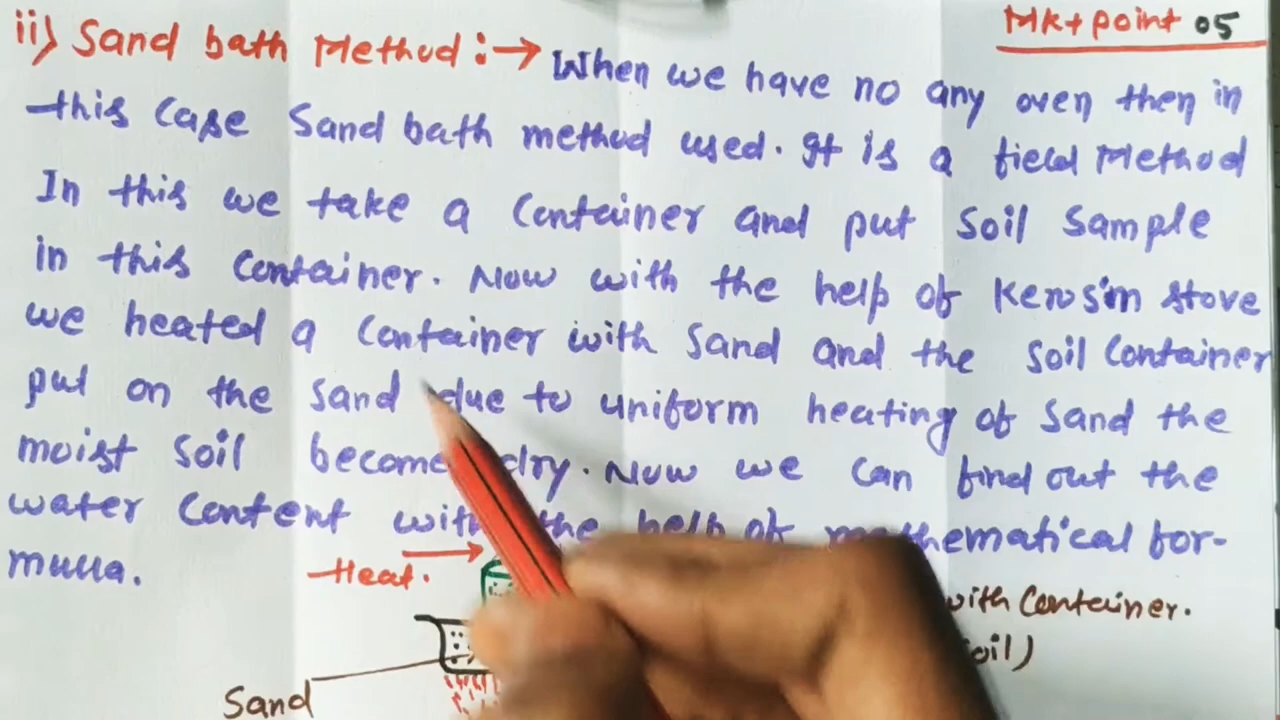 ii) Sand bath Method :→ When we have no any oven then in
Mk+point 05
this case Sand bath method used. It is a field Method
In this we take a Container and put Soil Sample
in this Container. Now with the help of kerosim stove
we heated a Container with Sand and the Soil Container
put on the Sand due to uniform heating of Sand the
moist Soil become dry. Now we can find out the
water Content with the help of mathematical for-
mulla.
Heat.
with Container.
Soil)
Sand